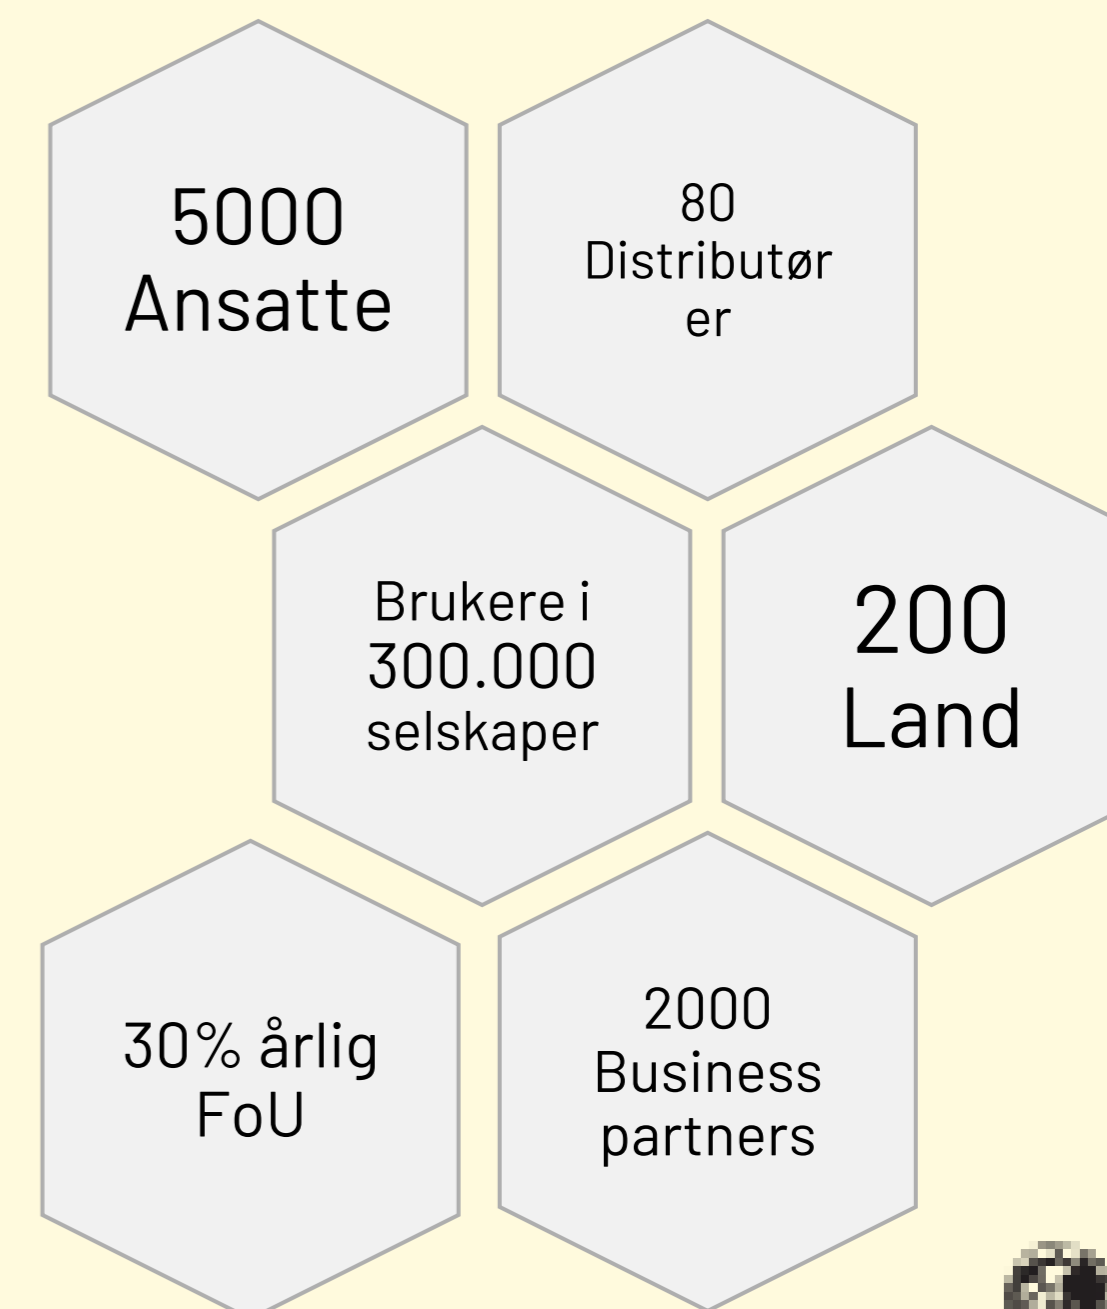 5000
Ansatte
80
Distributør
er
Brukere i
300.000
selskaper
200
Land
30% årlig
FoU
2000
Business
partners